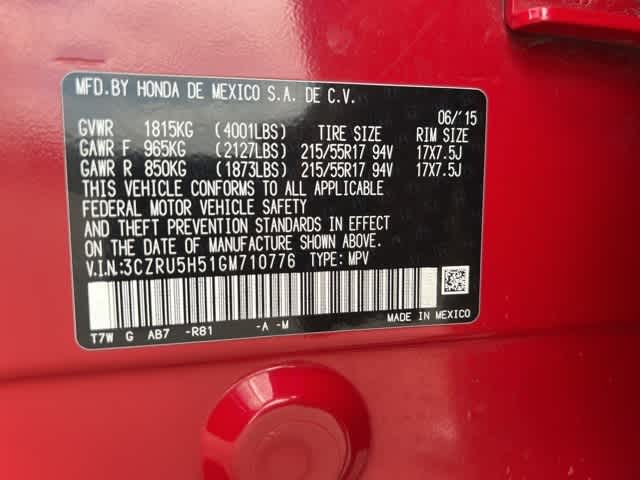 MFD.BY HONDA DE MEXICO S.A. DE C.V.
06/'15
GVWR 1815KG (4001LBS) TIRE SIZE RIM SIZE
GAWR F 965KG (2127LBS) 215/55R17 94V 17X7.5J
GAWR R 850KG (1873LBS) 215/55R17 94V 17X7.5J
THIS VEHICLE CONFORMS TO ALL APPLICABLE
FEDERAL MOTOR VEHICLE SAFETY
AND THEFT PREVENTION STANDARDS IN EFFECT
ON THE DATE OF MANUFACTURE SHOWN ABOVE.
V.I.N:3CZRU5H51GM710776 TYPE: MPV
T7W G AB7 -R81 -A -M MADE IN MEXICO